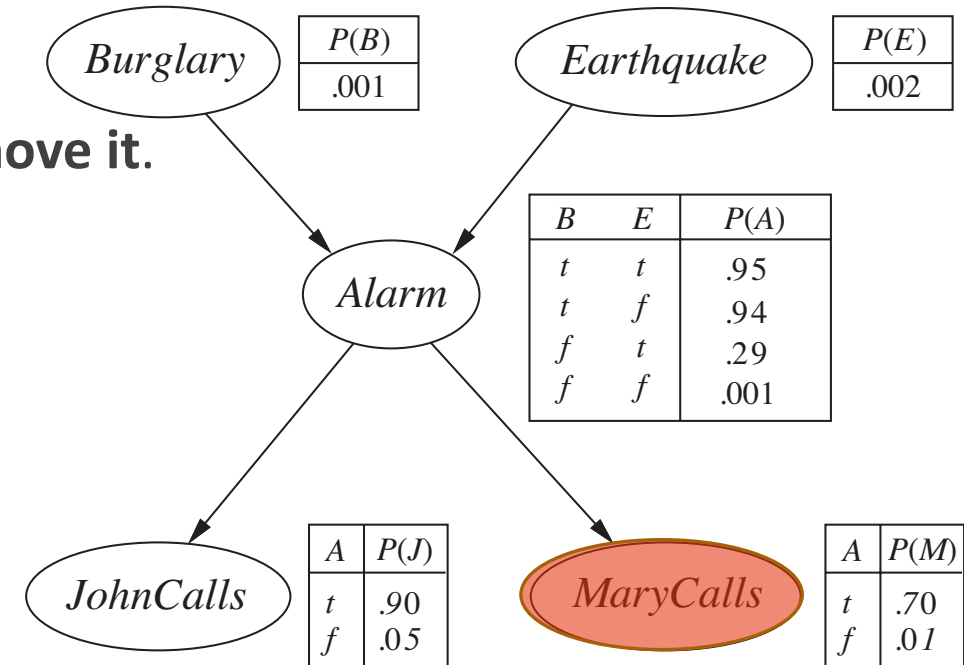 Burglary
P(B)
.001
Earthquake
P(E)
.002
ove it.
B E P(A)
t t .95
t f .94
f t .29
f f .001
Alarm
JohnCalls
A P(J)
t .90
f .05
MaryCalls
A P(M)
t .70
f .01